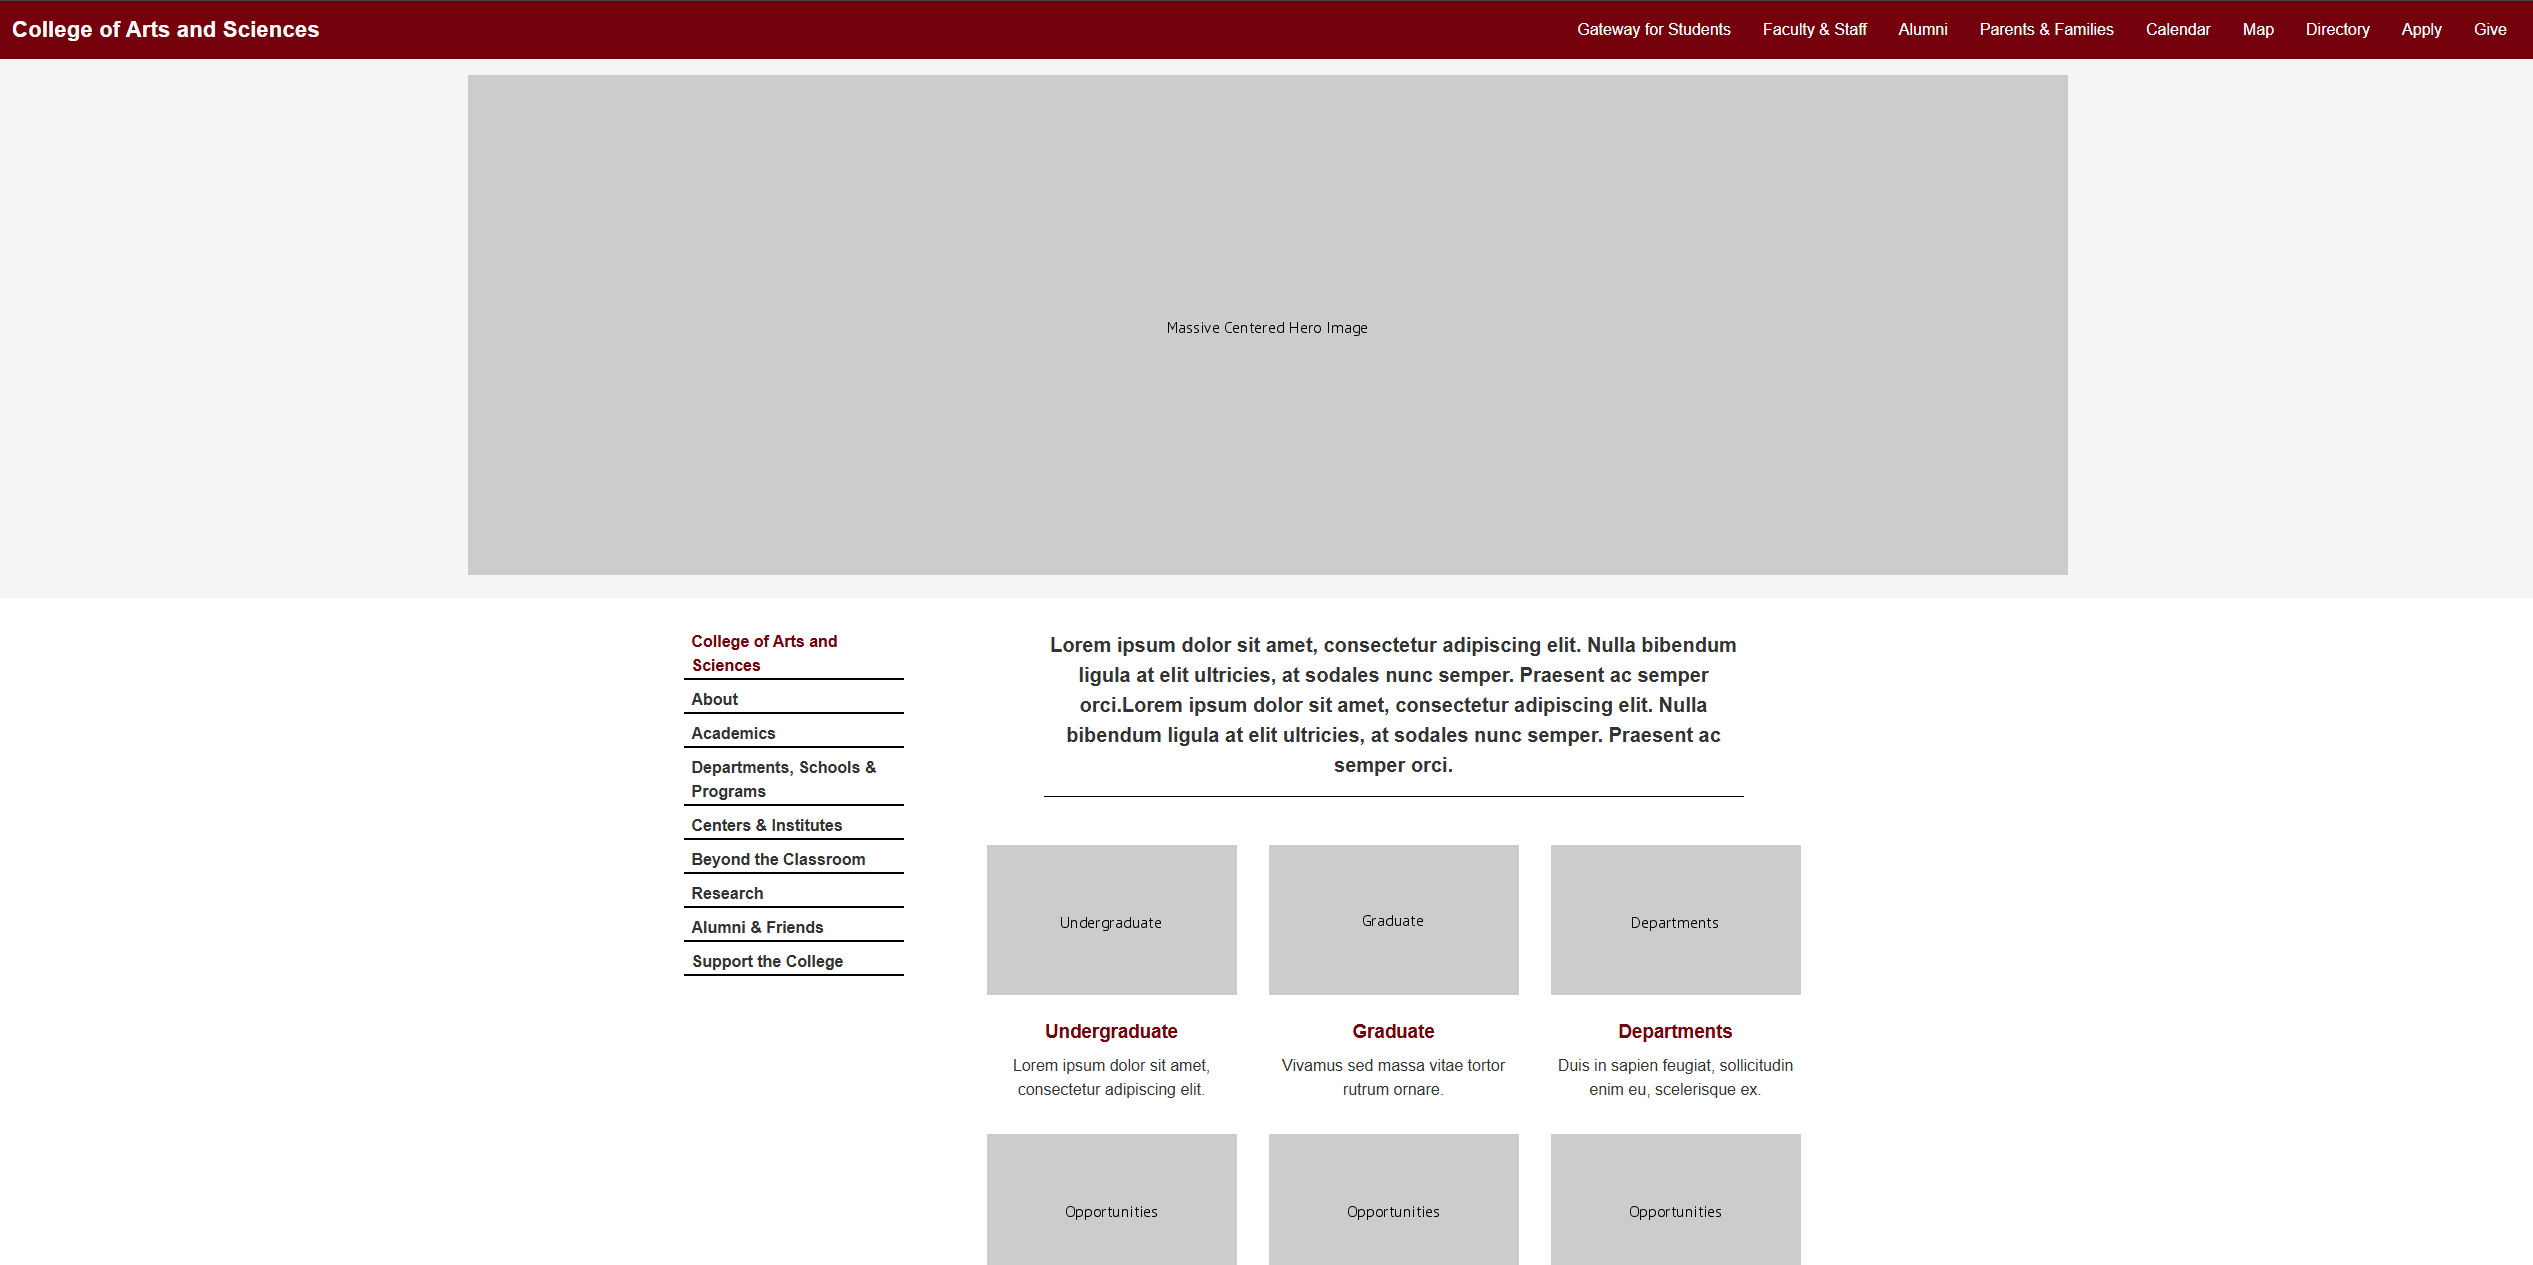 College of Arts and Sciences
Gateway for Students Faculty & Staff Alumni Parents & Families Calendar Map Directory Apply Give
Massive Centered Hero Image
College of Arts and
Sciences
About
Academics
Departments, Schools &
Programs
Centers & Institutes
Beyond the Classroom
Research
Alumni & Friends
Support the College
Lorem ipsum dolor sit amet, consectetur adipiscing elit. Nulla bibendum
ligula at elit ultricies, at sodales nunc semper. Praesent ac semper
orci.Lorem ipsum dolor sit amet, consectetur adipiscing elit. Nulla
bibendum ligula at elit ultricies, at sodales nunc semper. Praesent ac
semper orci.
Undergraduate
Graduate
Departments
Undergraduate
Lorem ipsum dolor sit amet,
consectetur adipiscing elit.
Graduate
Vivamus sed massa vitae tortor
rutrum ornare.
Departments
Duis in sapien feugiat, sollicitudin
enim eu, scelerisque ex.
Opportunities
Opportunities
Opportunities